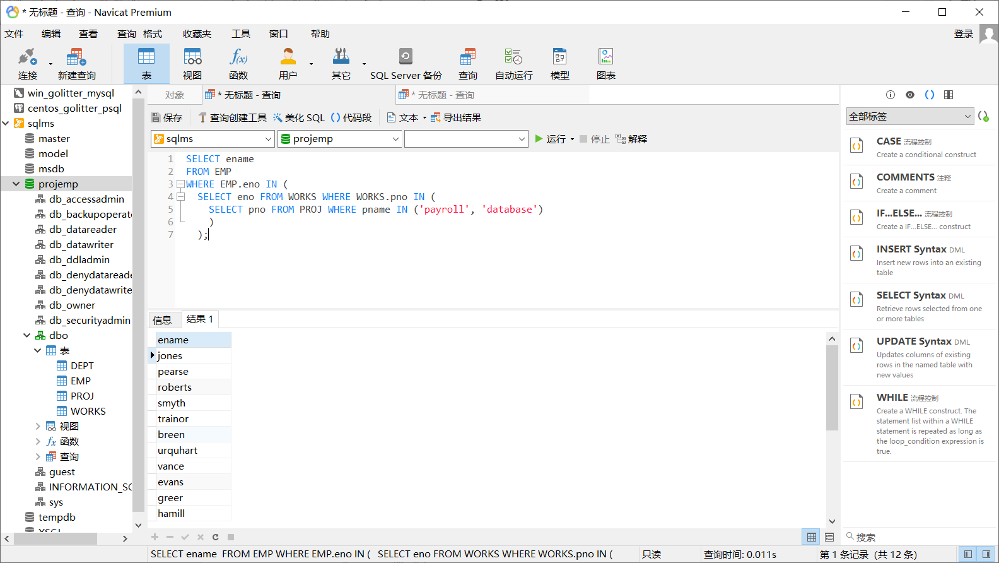 * 无标题 - 查询 - Navicat Premium
文件 编辑 查看 查询 格式 收藏夹 工具 窗口 帮助 登录
连接 新建查询 表 视图 函数 用户 其它 SQL Server 备份 查询 自动运行 模型 图表
win_golitter_mysql
centos_golitter_psql
sqlms
master
model
msdb
projemp
db_accessadmin
db_backupoperat
db_datareader
db_datawriter
db_ddladmin
db_denydatareade
db_denydatawrite
db_owner
db_securityadmin
dbo
表
DEPT
EMP
PROJ
WORKS
视图
函数
查询
guest
INFORMATION_SC
sys
tempdb
对象 * 无标题 - 查询 * 无标题 - 查询
保存 查询创建工具 美化 SQL 代码段 文本 导出结果
sqlms projemp 运行 停止 解释
1 SELECT ename
2 FROM EMP
3 WHERE EMP.eno IN (
4 SELECT eno FROM WORKS WHERE WORKS.pno IN (
5 SELECT pno FROM PROJ WHERE pname IN ('payroll', 'database')
6 )
7 );
信息 结果 1
ename
jones
pearse
roberts
smyth
trainor
breen
urquhart
vance
evans
greer
hamill
全部标签
CASE 流程控制
Create a conditional construct
COMMENTS 注释
Create a comment
IF...ELSE... 流程控制
Create a IF...ELSE... construct
INSERT Syntax DML
Insert new rows into an existing
table
SELECT Syntax DML
Retrieve rows selected from one
or more tables
UPDATE Syntax DML
Updates columns of existing
rows in the named table with
new values
WHILE 流程控制
Create a WHILE construct. The
statement list within a WHILE
statement is repeated as long as
the loop_condition expression is
true.
搜索
SELECT ename FROM EMP WHERE EMP.eno IN ( SELECT eno FROM WORKS WHERE WORKS.pno IN ( 只读 查询时间: 0.011s 第 1 条记录 (共 12 条)